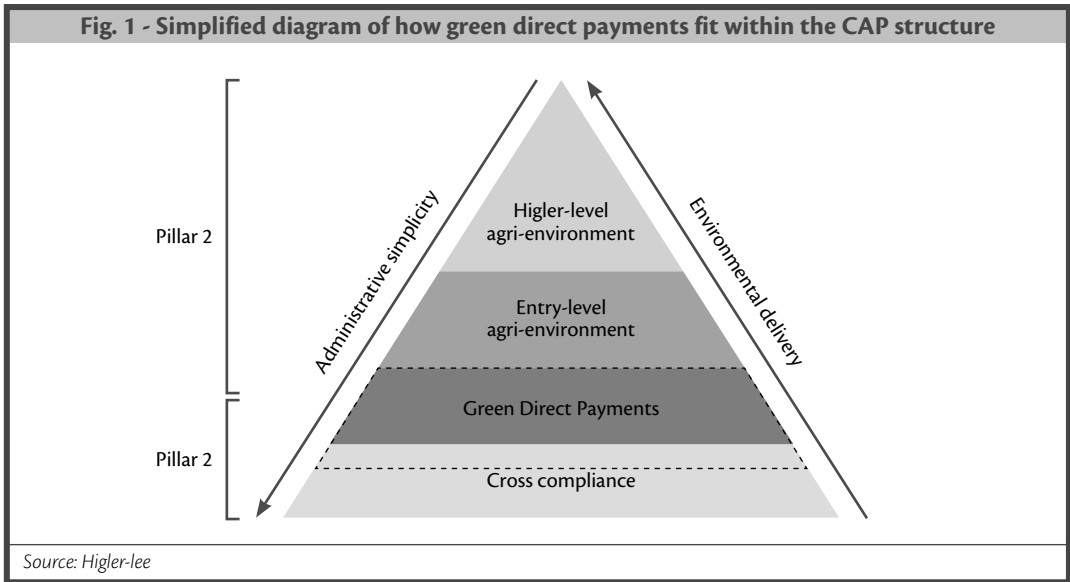 Fig. 1 - Simplified diagram of how green direct payments fit within the CAP structure
Pillar 2
Pillar 2
Administrative simplicity
Environmental delivery
Higler-level
agri-environment
Entry-level
agri-environment
Green Direct Payments
Cross compliance
Source: Higler-lee